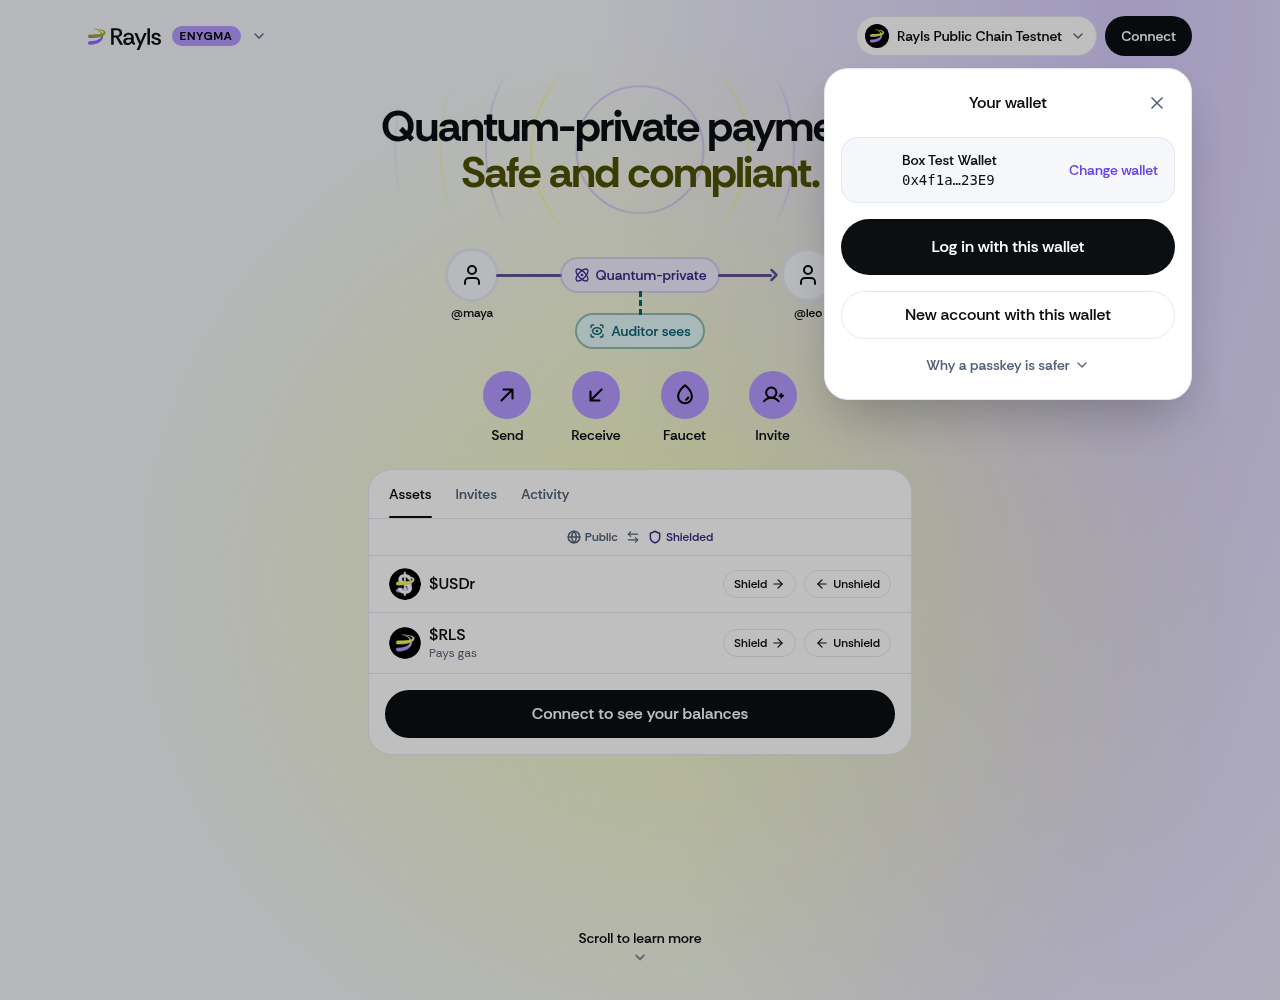 Rayls ENYGMA
Rayls Public Chain Testnet
Connect
Your wallet
Box Test Wallet
0x4f1a…23E9
Change wallet
Log in with this wallet
New account with this wallet
Why a passkey is safer
Quantum-private payme
Safe and compliant.
Quantum-private
@maya
@leo
Auditor sees
Send
Receive
Faucet
Invite
Assets
Invites
Activity
Public
Shielded
$USDr
Shield
Unshield
$RLS
Pays gas
Shield
Unshield
Connect to see your balances
Scroll to learn more